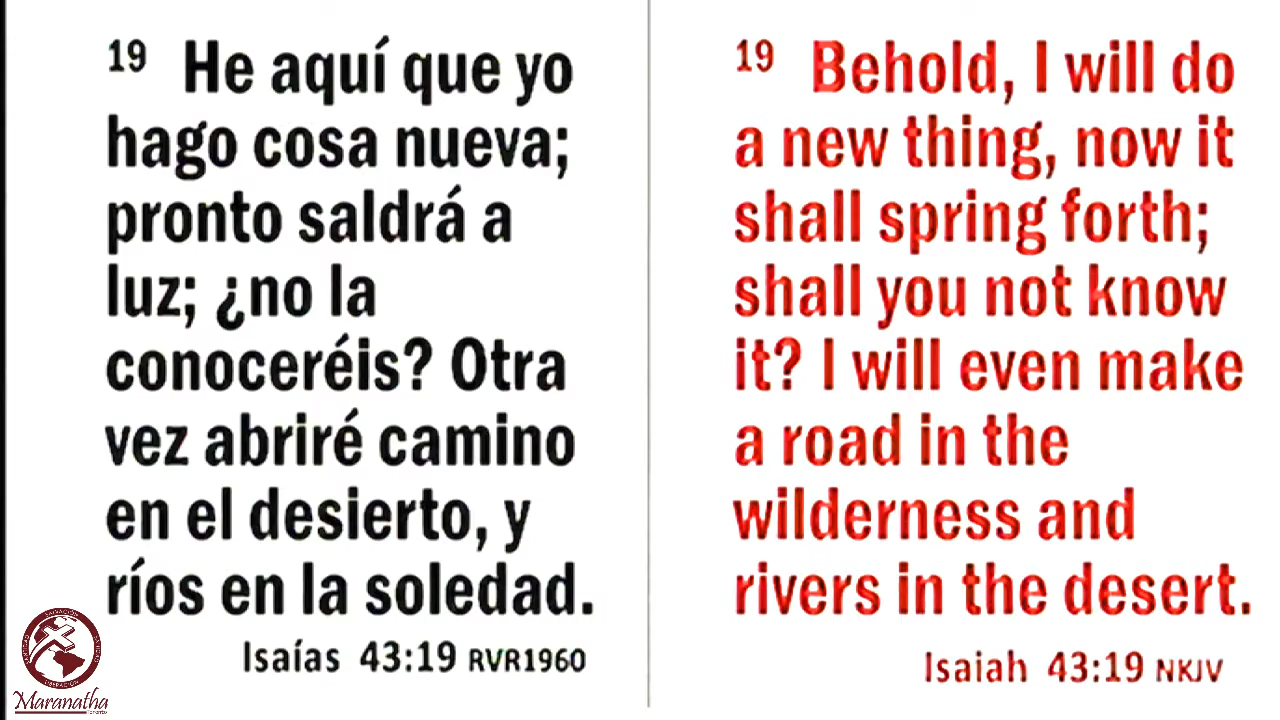 19 He aquí que yo
hago cosa nueva;
pronto saldrá a
luz; ¿no la
conoceréis? Otra
vez abriré camino
en el desierto, y
ríos en la soledad.
Isaías 43:19 RVR1960
19 Behold, I will do
a new thing, now it
shall spring forth;
shall you not know
it? I will even make
a road in the
wilderness and
rivers in the desert.
Isaiah 43:19 NKJV
SALVACIÓN
LIBERACIÓN
Maranatha